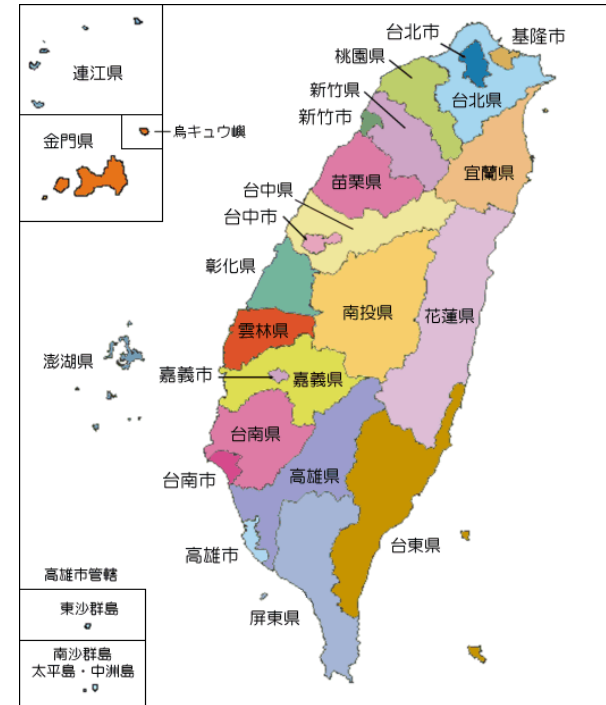 連江県
金門県
烏キュウ嶼
台北市
基隆市
桃園県
台北県
新竹県
新竹市
宜蘭県
苗栗県
台中県
台中市
彰化県
南投県
花蓮県
雲林県
澎湖県
嘉義市
嘉義県
台南県
台南市
高雄県
高雄市
台東県
屏東県
高雄市管轄
東沙群島
南沙群島
太平島・中洲島